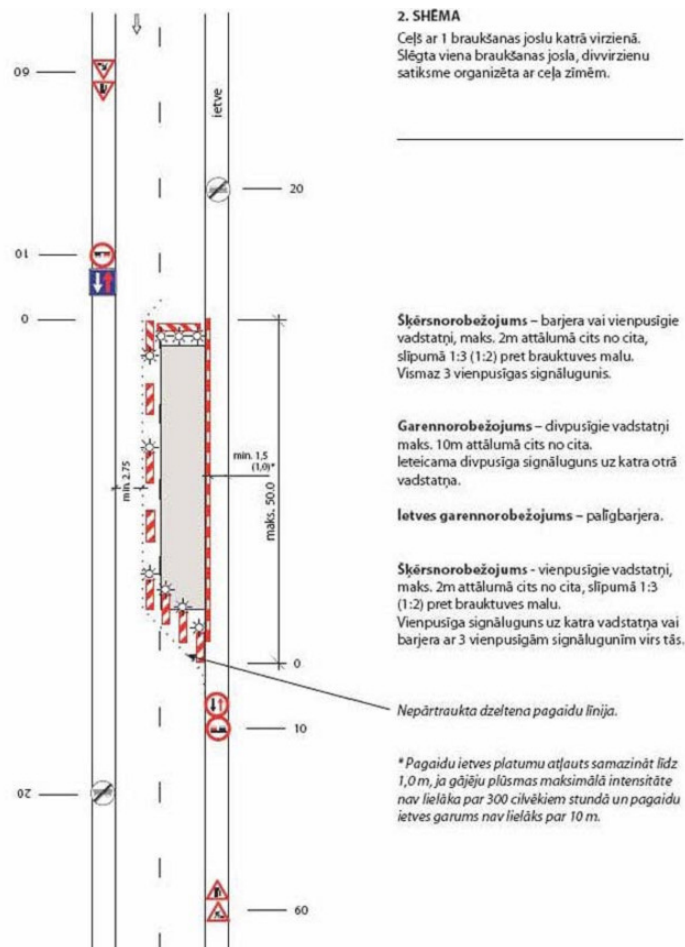 2. SHĒMA
Ceļš ar 1 braukšanas joslu katrā virzienā.
Slēgta viena braukšanas josla, divvirzienu
satiksme organizēta ar ceļa zīmēm.
60
ietve
20
10
0
Šķērsnorobežojums – barjera vai vienpusīgie
vadstatņi, maks. 2m attālumā cits no cita,
slīpumā 1:3 (1:2) pret brauktuves malu.
Vismaz 3 vienpusīgas signālugunis.
Garennorobežojums – divpusīgie vadstatņi
maks. 10m attālumā cits no cita.
Ieteicama divpusīga signāluguns uz katra otrā
vadstatņa.
min. 2.75
min. 1,5
(1,0)*
maks. 50.0
Ietves garennorobežojums – palīgbarjera.
Šķērsnorobežojums - vienpusīgie vadstatņi,
maks. 2m attālumā cits no cita, slīpumā 1:3
(1:2) pret brauktuves malu.
Vienpusīga signāluguns uz katra vadstatņa vai
barjera ar 3 vienpusīgām signālugunīm virs tās.
0
Nepārtraukta dzeltena pagaidu līnija.
10
* Pagaidu ietves platumu atļauts samazināt līdz
1,0 m, ja gājēju plūsmas maksimālā intensitāte
nav lielāka par 300 cilvēkiem stundā un pagaidu
ietves garums nav lielāks par 10 m.
20
60